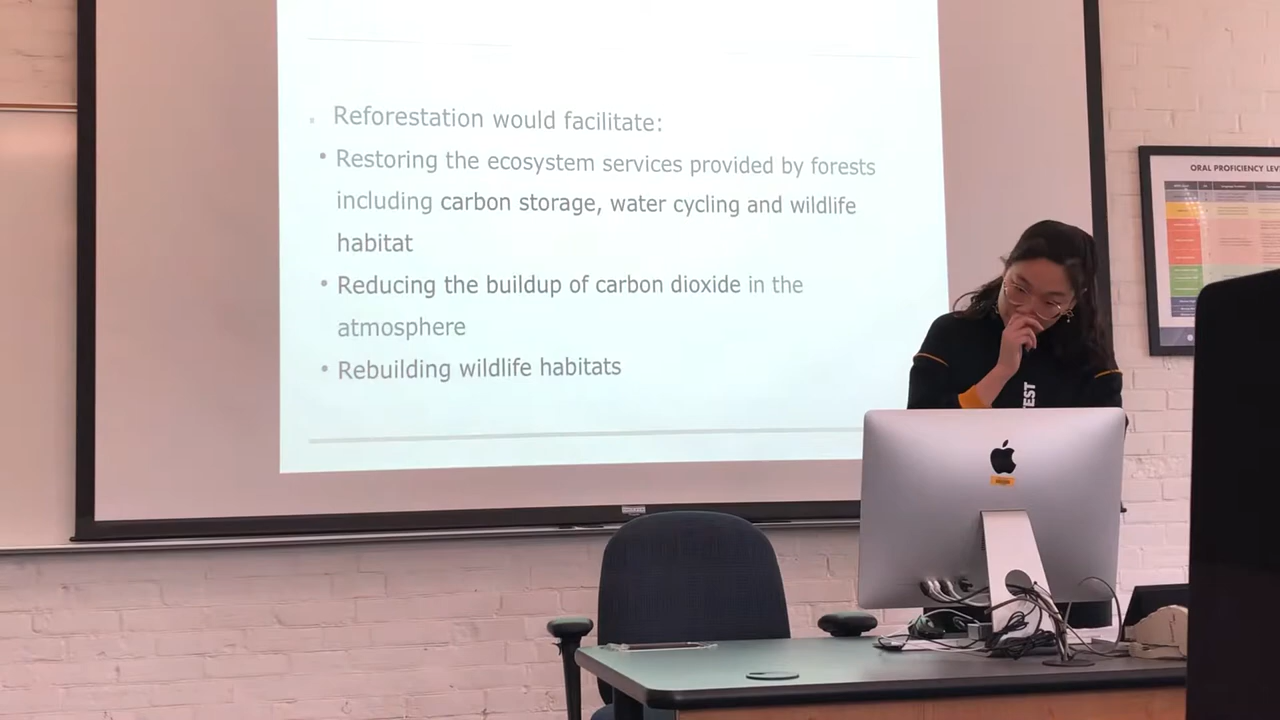 Reforestation would facilitate:
• Restoring the ecosystem services provided by forests
including carbon storage, water cycling and wildlife
habitat
• Reducing the buildup of carbon dioxide in the
atmosphere
• Rebuilding wildlife habitats
ORAL PROFICIENCY LEV
TEST